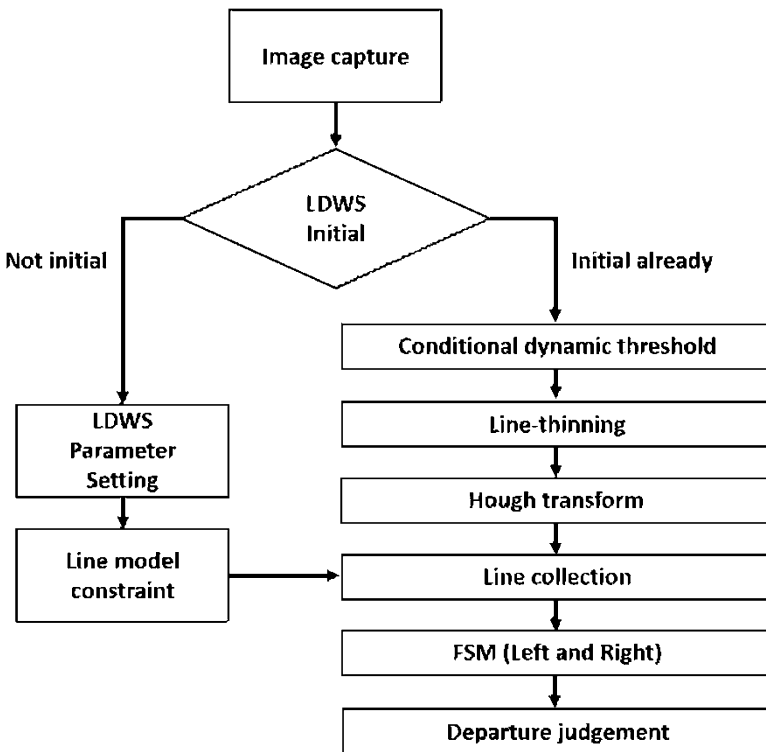 Image capture
LDWS
Initial
Not initial
Initial already
Conditional dynamic threshold
LDWS
Parameter
Setting
Line-thinning
Hough transform
Line model
constraint
Line collection
FSM (Left and Right)
Departure judgement